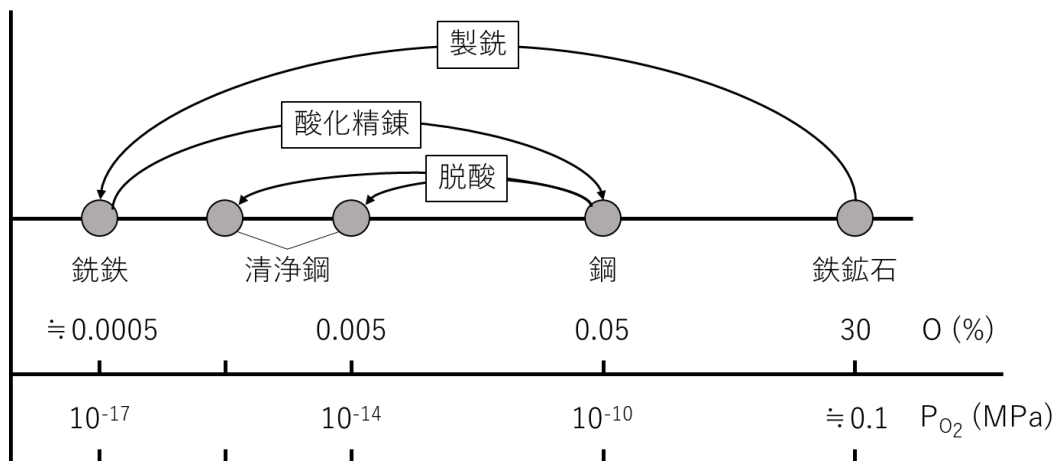 製銑
酸化精錬
脱酸
銑鉄 清浄鋼 鋼 鉄鉱石
≒0.0005 0.005 0.05 30 O (%)
10⁻¹⁷ 10⁻¹⁴ 10⁻¹⁰ ≒0.1 P_O₂ (MPa)